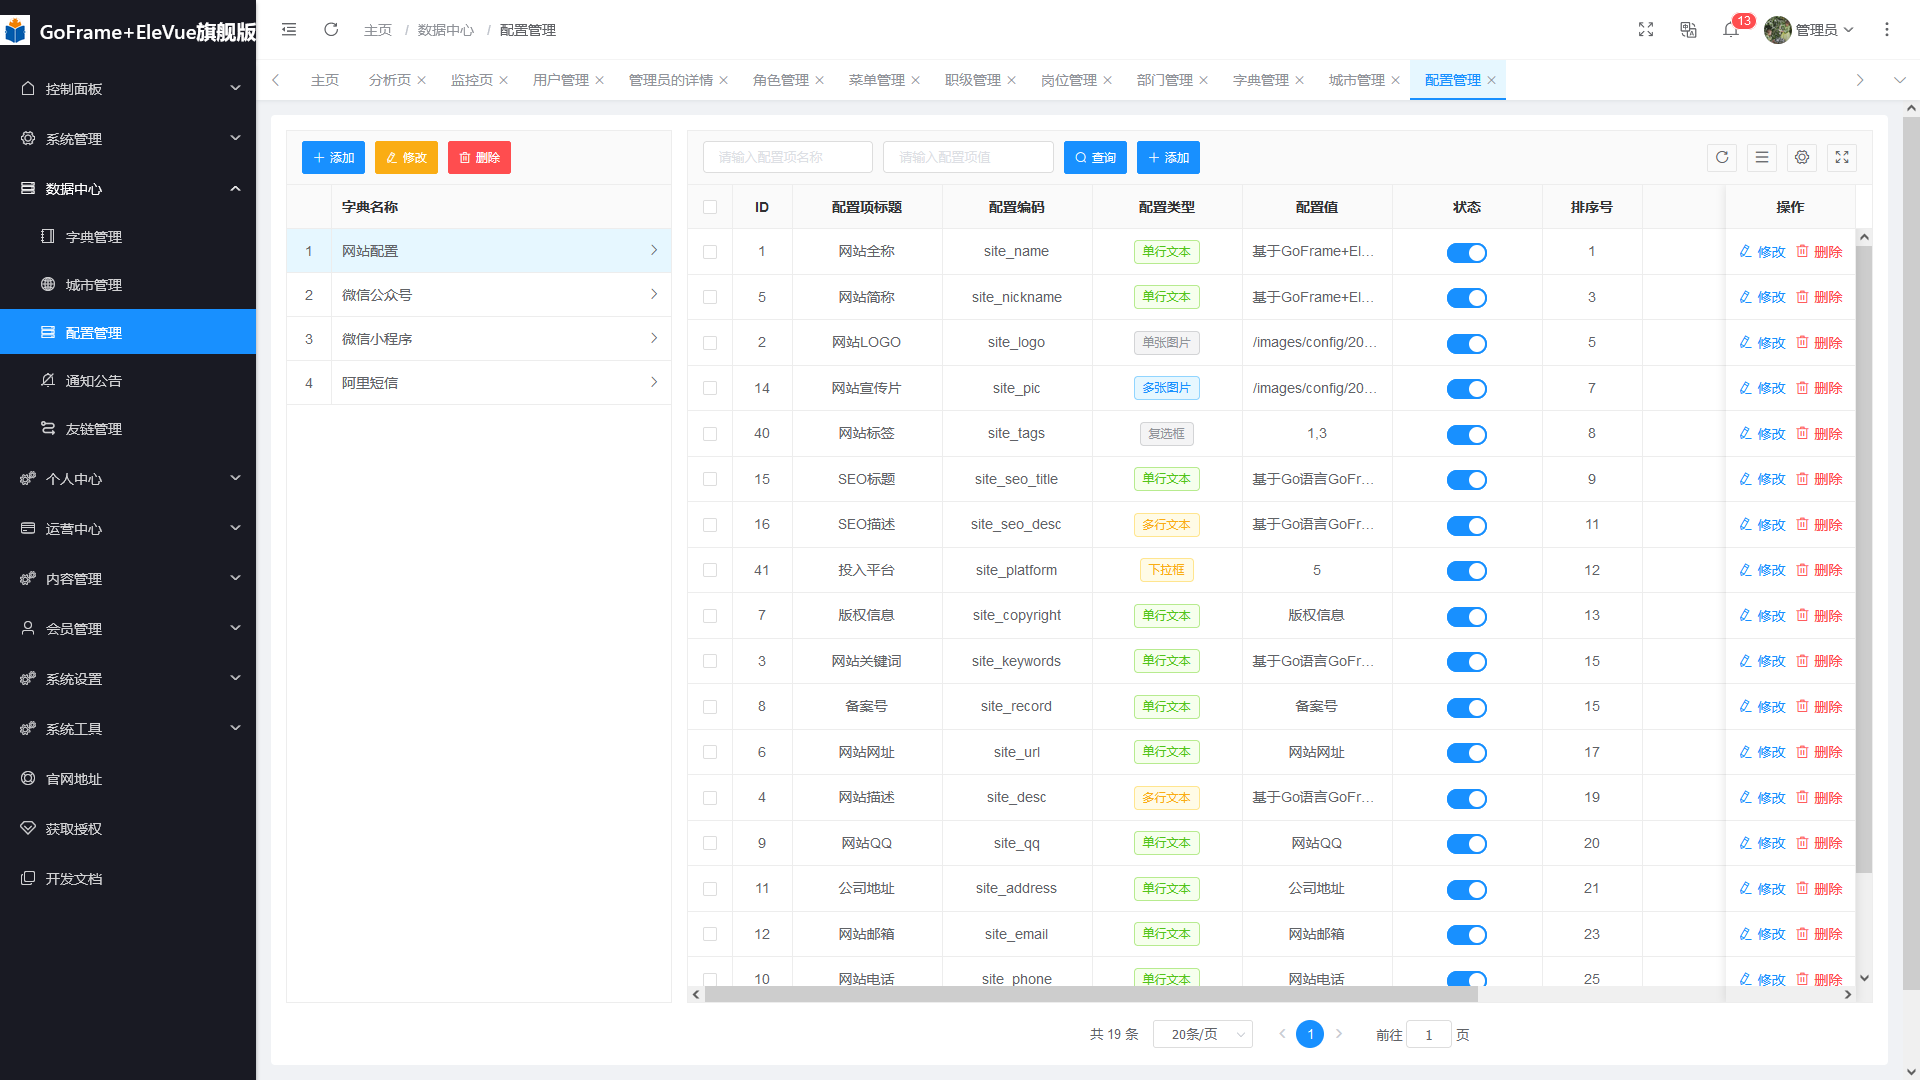 GoFrame+EleVue旗舰版
主页 / 数据中心 / 配置管理
13
管理员
控制面板
系统管理
数据中心
字典管理
城市管理
配置管理
通知公告
友链管理
个人中心
运营中心
内容管理
会员管理
系统设置
系统工具
官网地址
获取授权
开发文档
主页 分析页 监控页 用户管理 管理员的详情 角色管理 菜单管理 职级管理 岗位管理 部门管理 字典管理 城市管理 配置管理
添加 修改 删除
字典名称
1 网站配置
2 微信公众号
3 微信小程序
4 阿里短信
请输入配置项名称 请输入配置项值 查询 添加
ID 配置项标题 配置编码 配置类型 配置值 状态 排序号 操作
1 网站全称 site_name 单行文本 基于GoFrame+El... 1 修改 删除
5 网站简称 site_nickname 单行文本 基于GoFrame+El... 3 修改 删除
2 网站LOGO site_logo 单张图片 /images/config/20... 5 修改 删除
14 网站宣传片 site_pic 多张图片 /images/config/20... 7 修改 删除
40 网站标签 site_tags 复选框 1,3 8 修改 删除
15 SEO标题 site_seo_title 单行文本 基于Go语言GoFr... 9 修改 删除
16 SEO描述 site_seo_desc 多行文本 基于Go语言GoFr... 11 修改 删除
41 投入平台 site_platform 下拉框 5 12 修改 删除
7 版权信息 site_copyright 单行文本 版权信息 13 修改 删除
3 网站关键词 site_keywords 单行文本 基于Go语言GoFr... 15 修改 删除
8 备案号 site_record 单行文本 备案号 15 修改 删除
6 网站网址 site_url 单行文本 网站网址 17 修改 删除
4 网站描述 site_desc 多行文本 基于Go语言GoFr... 19 修改 删除
9 网站QQ site_qq 单行文本 网站QQ 20 修改 删除
11 公司地址 site_address 单行文本 公司地址 21 修改 删除
12 网站邮箱 site_email 单行文本 网站邮箱 23 修改 删除
10 网站电话 site_phone 单行文本 网站电话 25 修改 删除
共 19 条 20条/页 1 前往 1 页